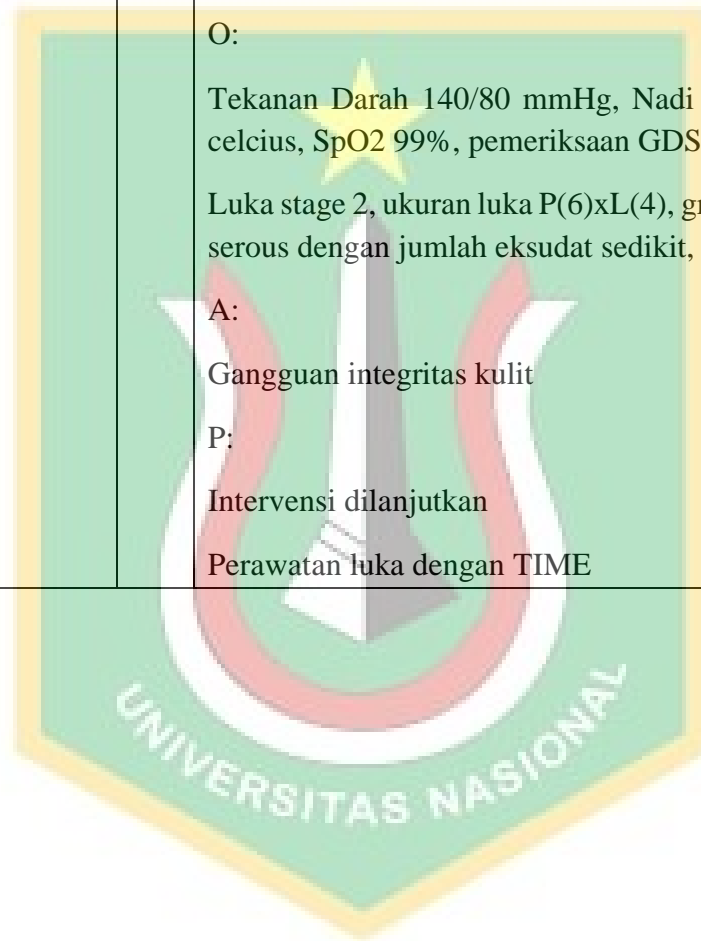 O:
Tekanan Darah 140/80 mmHg, Nadi
celcius, SpO2 99%, pemeriksaan GDS
Luka stage 2, ukuran luka P(6)xL(4),
serous dengan jumlah eksudat sedikit,
A:
Gangguan integritas kulit
P:
Intervensi dilanjutkan
Perawatan luka dengan TIME
UNIVERSITAS NASIONAL